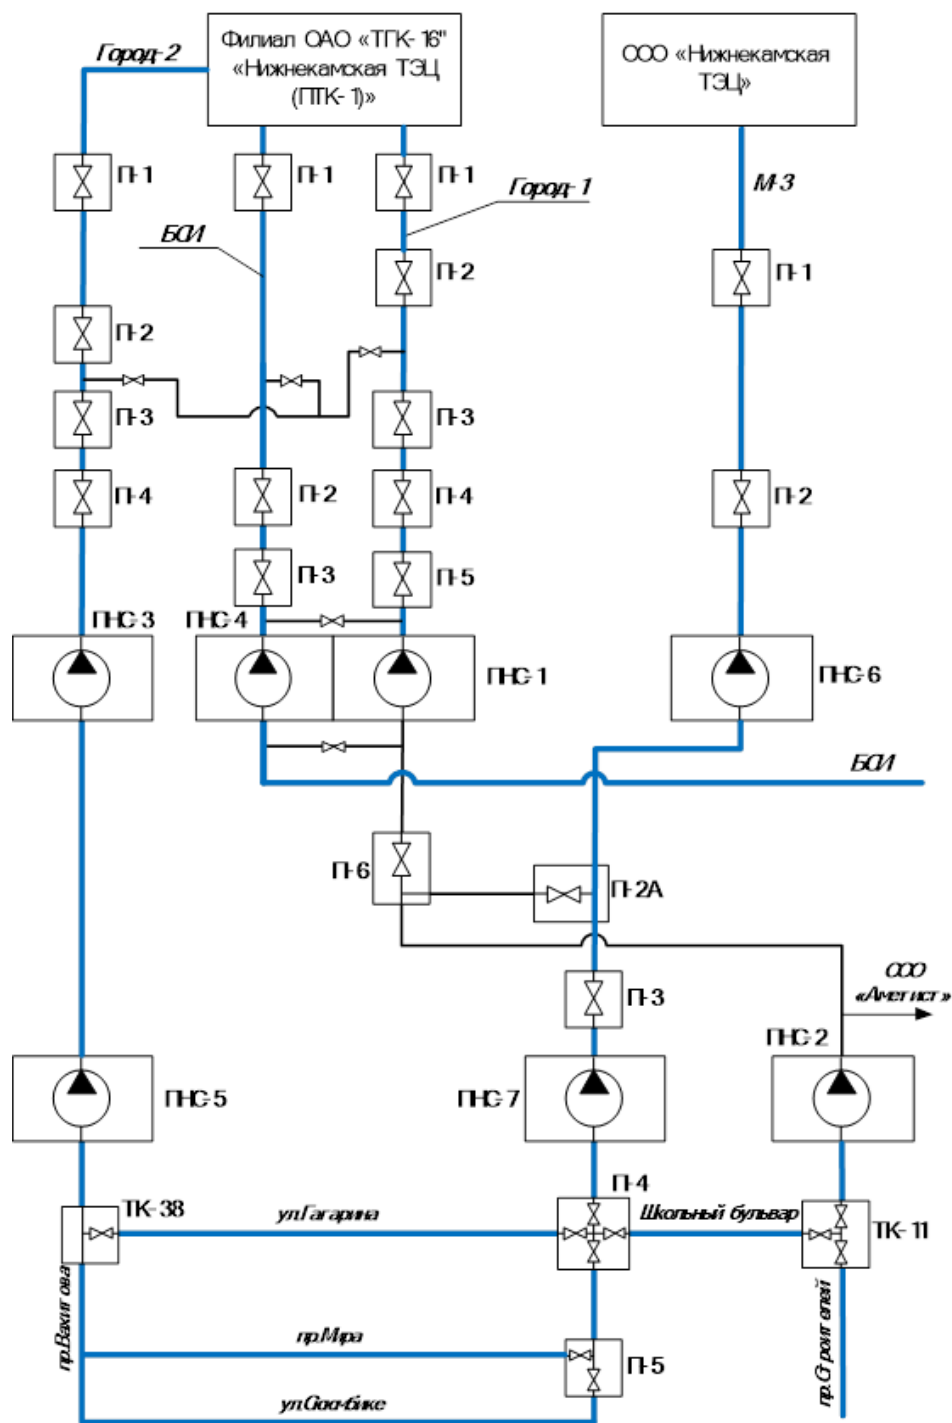 Филиал ОАО «ТГК-16"
«Нижнекамская ТЭЦ
(ПТК-1)»
ООО «Нижнекамская
ТЭЦ»
Город-2
П-1
П-1
П-1
М-3
Город-1
БСИ
П-2
П-1
П-2
П-3
П-3
П-4
П-2
П-4
П-2
П-3
П-5
ПНС-3
ПНС-4
ПНС-1
ПНС-6
БСИ
П-6
П-2А
ООО
«Аметист»
П-3
ПНС-2
ПНС-5
ПНС-7
П-4
ТК-38
ул.Гагарина
Школьный бульвар
ТК-11
пр.Вахитова
пр.Мира
П-5
пр.Строителей
ул.Сююмбике